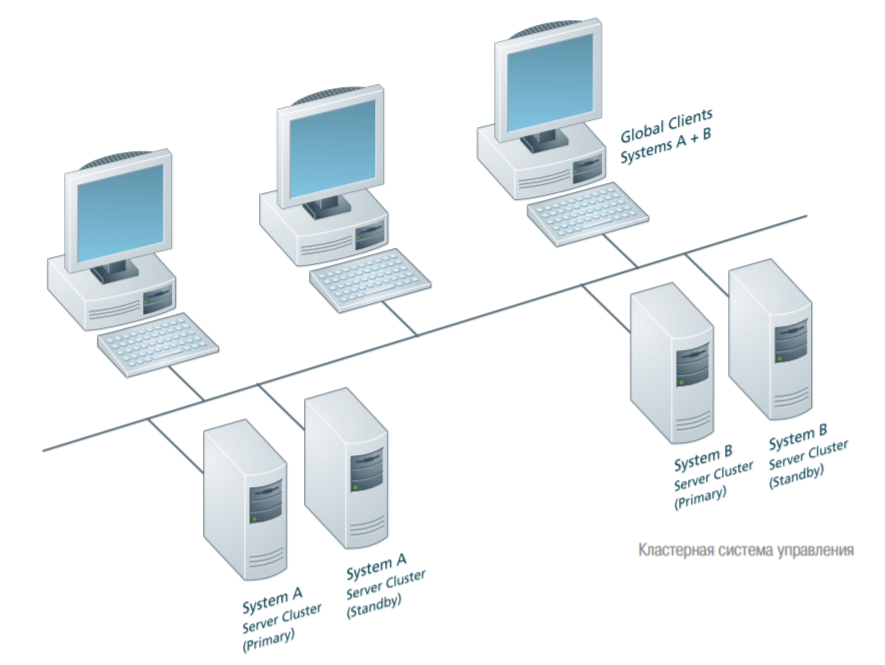 Global Clients
Systems A + B
System B
Server Cluster
(Primary)
System B
Server Cluster
(Standby)
Кластерная система управления
System A
Server Cluster
(Primary)
System A
Server Cluster
(Standby)